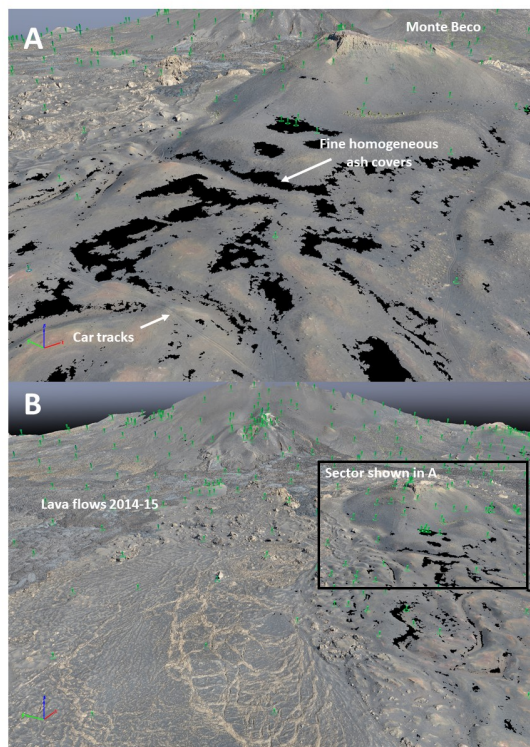 A
Monte Beco
Fine homogeneous
ash covers
Car tracks
B
Sector shown in A
Lava flows 2014-15